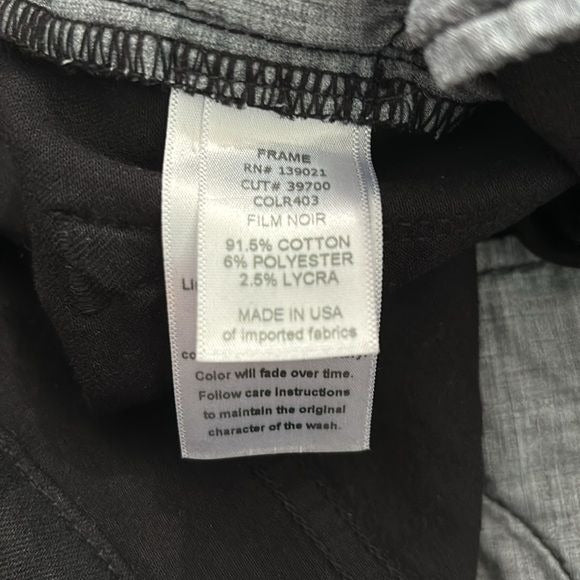 FRAME
RN# 139021
CUT# 39700
COLR403
FILM NOIR
91.5% COTTON
6% POLYESTER
2.5% LYCRA
MADE IN USA
of imported fabrics
Color will fade over time.
Follow care instructions
to maintain the original
character of the wash.